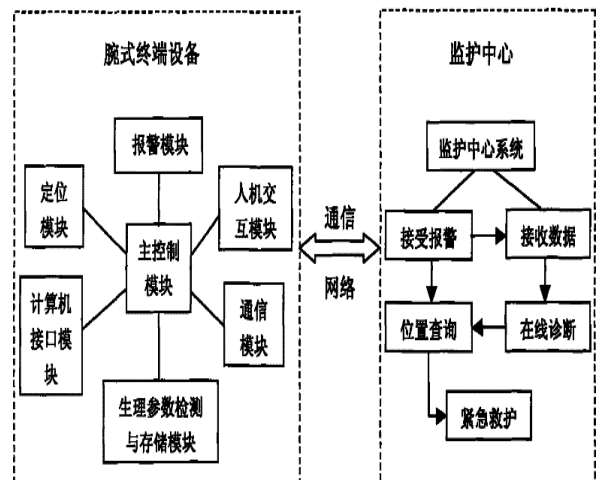 腕式终端设备
报警模块
定位
模块
人机交
互模块
主控制
模块
计算机
接口模
块
通信
模块
生理参数检测
与存储模块
通信
网络
监护中心
监护中心系统
接受报警
接收数据
位置查询
在线诊断
紧急救护